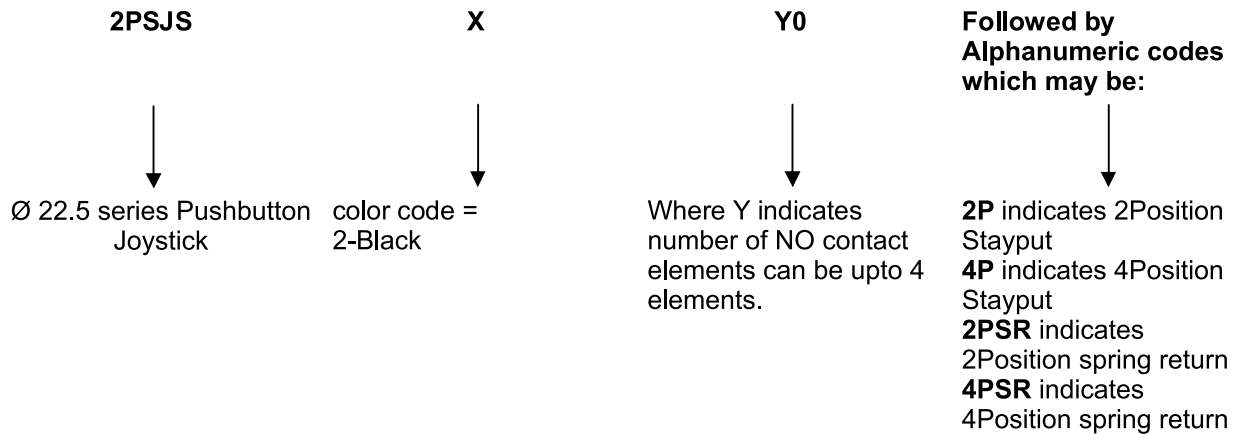 2PSJS
X
Y0
Followed by
Alphanumeric codes
which may be:
Ø 22.5 series Pushbutton
Joystick
color code =
2-Black
Where Y indicates
number of NO contact
elements can be upto 4
elements.
2P indicates 2Position
Stayput
4P indicates 4Position
Stayput
2PSR indicates
2Position spring return
4PSR indicates
4Position spring return